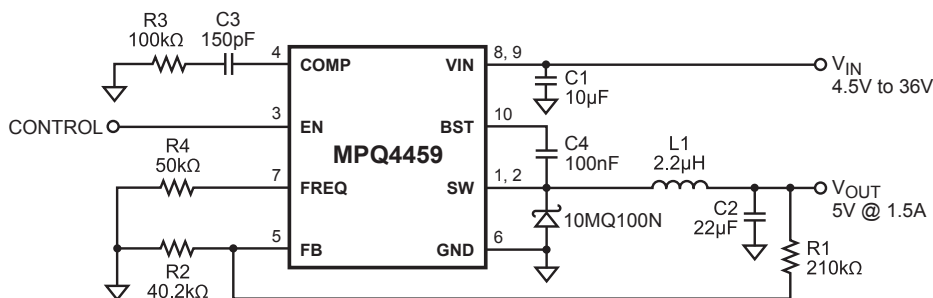 R3
100kΩ
C3
150pF
4
COMP
VIN
8, 9
C1
10µF
VIN
4.5V to 36V
CONTROL
3
EN
BST
10
C4
100nF
MPQ4459
R4
50kΩ
7
FREQ
SW
1, 2
L1
2.2µH
VOUT
5V @ 1.5A
C2
22µF
10MQ100N
5
FB
GND
6
R2
40.2kΩ
R1
210kΩ